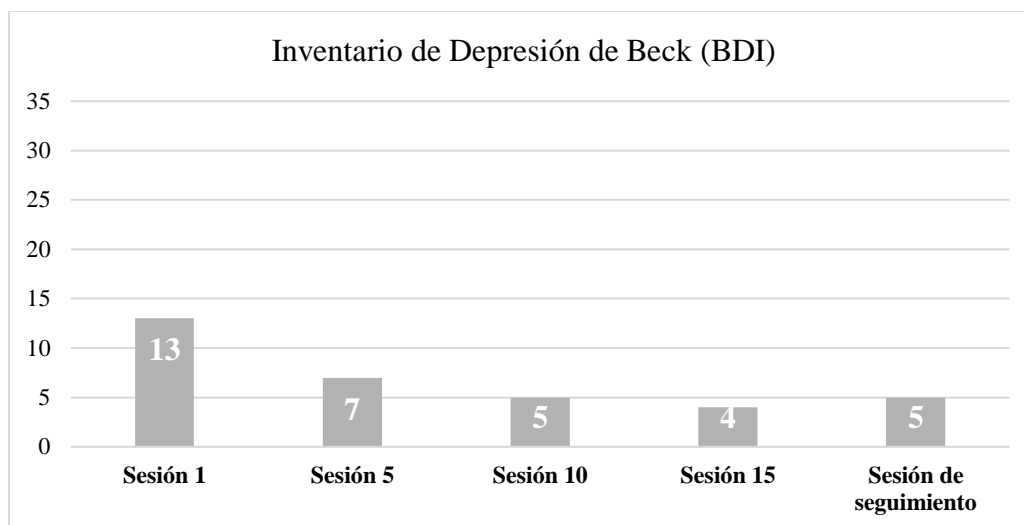 Inventario de Depresión de Beck (BDI)
35
30
25
20
15
10
5
0
13
7
5
4
5
Sesión 1
Sesión 5
Sesión 10
Sesión 15
Sesión de
seguimiento